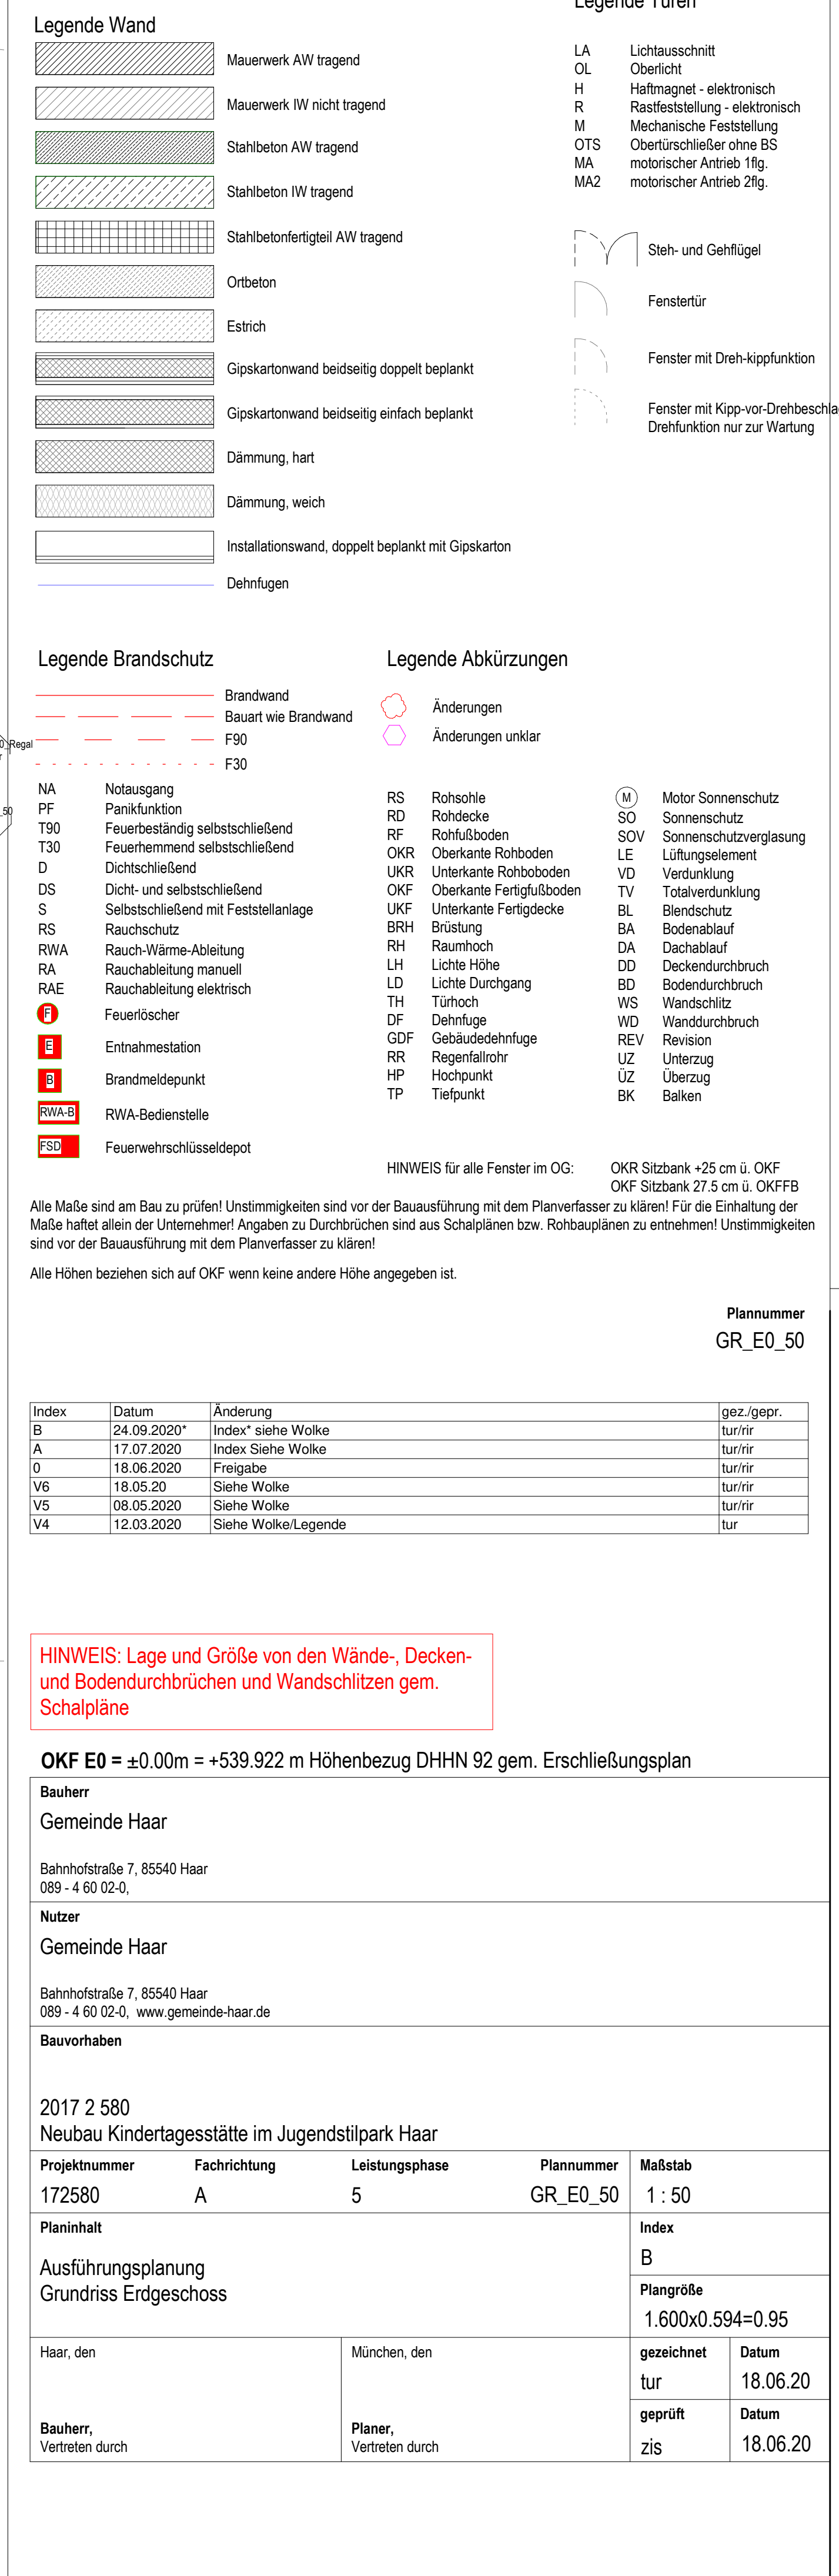 Legende Türen
Legende Wand
Mauerwerk AW tragend
Mauerwerk IW nicht tragend
Stahlbeton AW tragend
Stahlbeton IW tragend
Stahlbetonfertigteil AW tragend
Ortbeton
Estrich
Gipskartonwand beidseitig doppelt beplankt
Gipskartonwand beidseitig einfach beplankt
Dämmung, hart
Dämmung, weich
Installationswand, doppelt beplankt mit Gipskarton
Dehnfugen
LA Lichtausschnitt
OL Oberlicht
H Haftmagnet - elektronisch
R Rastfeststellung - elektronisch
M Mechanische Feststellung
OTS Obertürschließer ohne BS
MA motorischer Antrieb 1flg.
MA2 motorischer Antrieb 2flg.
Steh- und Gehflügel
Fenstertür
Fenster mit Dreh-kippfunktion
Fenster mit Kipp-vor-Drehbeschla
Drehfunktion nur zur Wartung
Legende Brandschutz
Brandwand
Bauart wie Brandwand
F90
F30
0_Regal
r
_50
NA Notausgang
PF Panikfunktion
T90 Feuerbeständig selbstschließend
T30 Feuerhemmend selbstschließend
D Dichtschließend
DS Dicht- und selbstschließend
S Selbstschließend mit Feststellanlage
RS Rauchschutz
RWA Rauch-Wärme-Ableitung
RA Rauchableitung manuell
RAE Rauchableitung elektrisch
F Feuerlöscher
E Entnahmestation
B Brandmeldepunkt
RWA-B RWA-Bedienstelle
FSD Feuerwehrschlüsseldepot
Legende Abkürzungen
Änderungen
Änderungen unklar
RS Rohsohle
RD Rohdecke
RF Rohfußboden
OKR Oberkante Rohboden
UKR Unterkante Rohboboden
OKF Oberkante Fertigfußboden
UKF Unterkante Fertigdecke
BRH Brüstung
RH Raumhoch
LH Lichte Höhe
LD Lichte Durchgang
TH Türhoch
DF Dehnfuge
GDF Gebäudedehnfuge
RR Regenfallrohr
HP Hochpunkt
TP Tiefpunkt
M Motor Sonnenschutz
SO Sonnenschutz
SOV Sonnenschutzverglasung
LE Lüftungselement
VD Verdunklung
TV Totalverdunklung
BL Blendschutz
BA Bodenablauf
DA Dachablauf
DD Deckendurchbruch
BD Bodendurchbruch
WS Wandschlitz
WD Wanddurchbruch
REV Revision
UZ Unterzug
ÜZ Überzug
BK Balken
HINWEIS für alle Fenster im OG: OKR Sitzbank +25 cm ü. OKF
OKF Sitzbank 27.5 cm ü. OKFFB
Alle Maße sind am Bau zu prüfen! Unstimmigkeiten sind vor der Bauausführung mit dem Planverfasser zu klären! Für die Einhaltung der
Maße haftet allein der Unternehmer! Angaben zu Durchbrüchen sind aus Schalplänen bzw. Rohbauplänen zu entnehmen! Unstimmigkeiten
sind vor der Bauausführung mit dem Planverfasser zu klären!
Alle Höhen beziehen sich auf OKF wenn keine andere Höhe angegeben ist.
Plannummer
GR_E0_50
Index Datum Änderung gez./gepr.
B 24.09.2020* Index* siehe Wolke tur/rir
A 17.07.2020 Index Siehe Wolke tur/rir
0 18.06.2020 Freigabe tur/rir
V6 18.05.20 Siehe Wolke tur/rir
V5 08.05.2020 Siehe Wolke tur/rir
V4 12.03.2020 Siehe Wolke/Legende tur
HINWEIS: Lage und Größe von den Wände-, Decken-
und Bodendurchbrüchen und Wandschlitzen gem.
Schalpläne
OKF E0 = ±0.00m = +539.922 m Höhenbezug DHHN 92 gem. Erschließungsplan
Bauherr
Gemeinde Haar
Bahnhofstraße 7, 85540 Haar
089 - 4 60 02-0,
Nutzer
Gemeinde Haar
Bahnhofstraße 7, 85540 Haar
089 - 4 60 02-0, www.gemeinde-haar.de
Bauvorhaben
2017 2 580
Neubau Kindertagesstätte im Jugendstilpark Haar
Projektnummer Fachrichtung Leistungsphase Plannummer Maßstab
172580 A 5 GR_E0_50 1 : 50
Planinhalt
Ausführungsplanung
Grundriss Erdgeschoss
Index
B
Plangröße
1.600x0.594=0.95
Haar, den
Bauherr,
Vertreten durch
München, den
Planer,
Vertreten durch
gezeichnet Datum
tur 18.06.20
geprüft Datum
zis 18.06.20